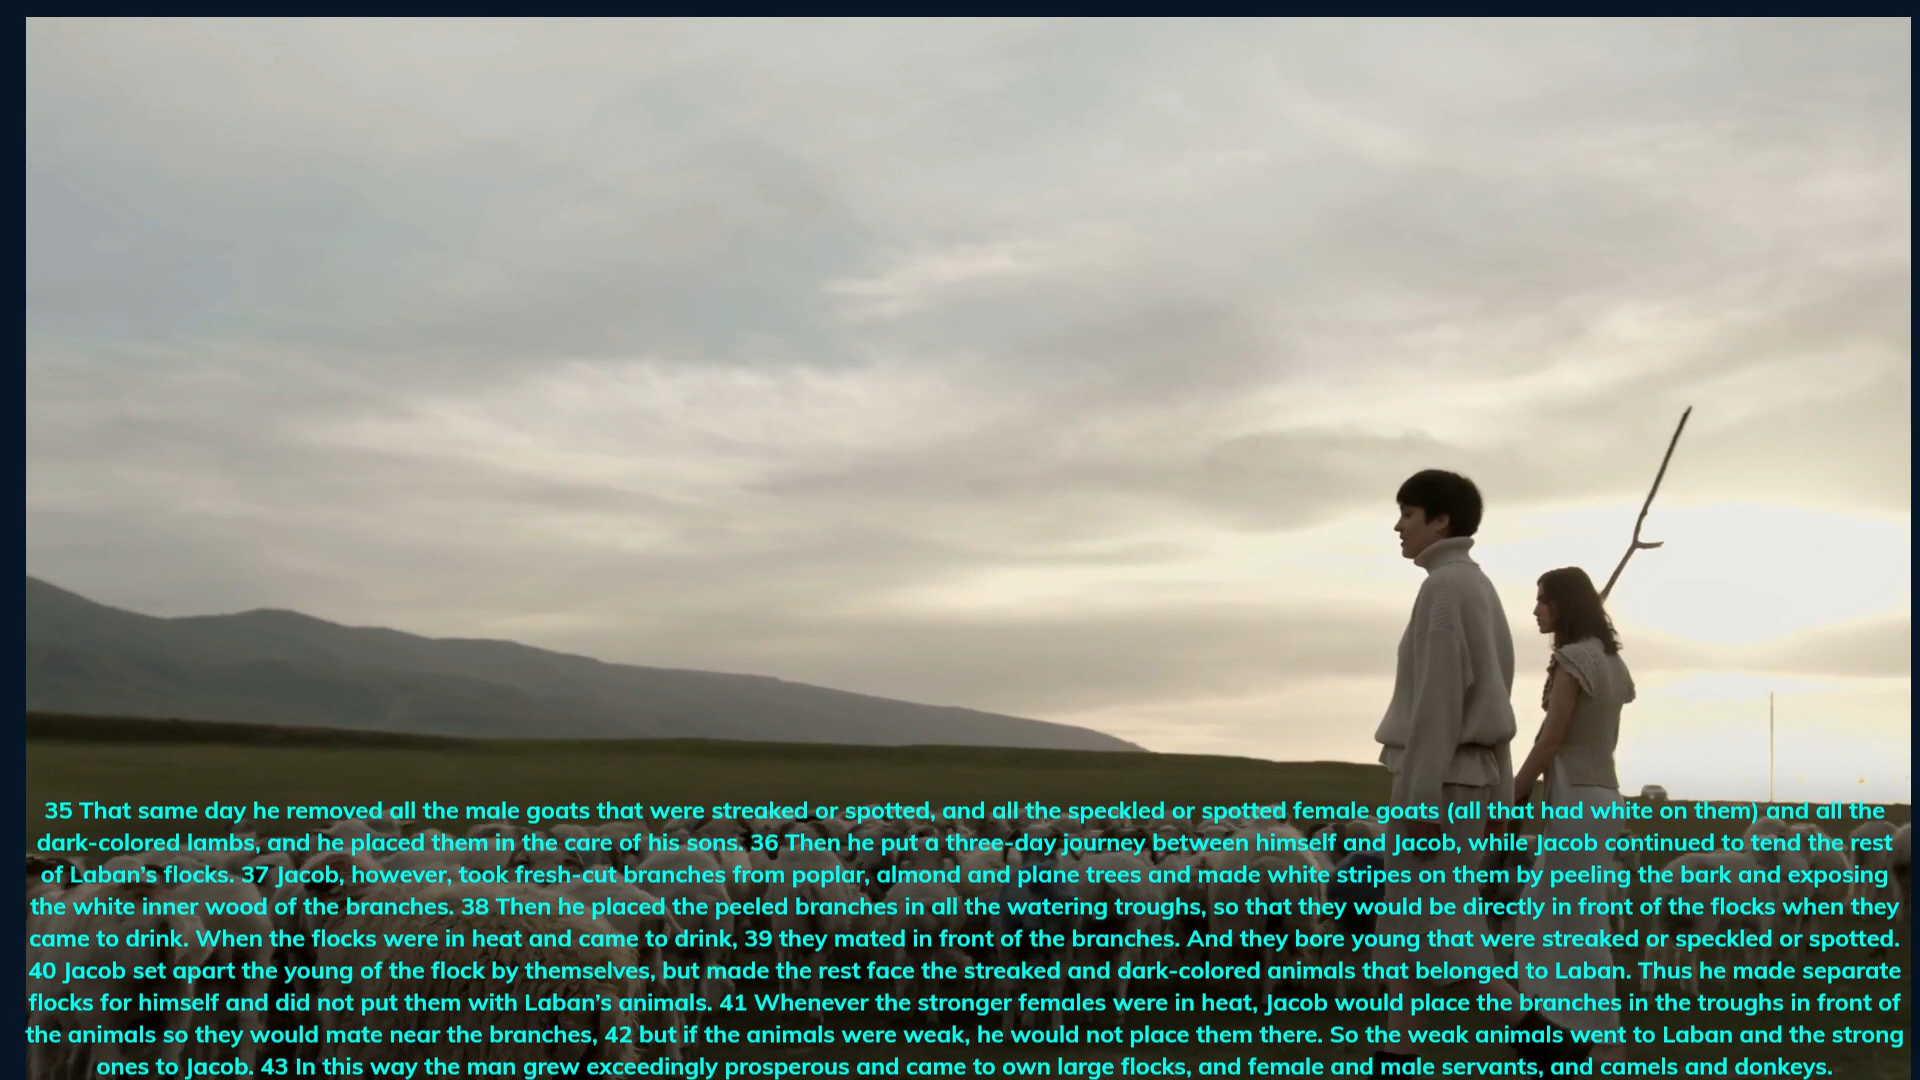 35 That same day he removed all the male goats that were streaked or spotted, and all the speckled or spotted female goats (all that had white on them) and all the
dark-colored lambs, and he placed them in the care of his sons. 36 Then he put a three-day journey between himself and Jacob, while Jacob continued to tend the rest
of Laban’s flocks. 37 Jacob, however, took fresh-cut branches from poplar, almond and plane trees and made white stripes on them by peeling the bark and exposing
the white inner wood of the branches. 38 Then he placed the peeled branches in all the watering troughs, so that they would be directly in front of the flocks when they
came to drink. When the flocks were in heat and came to drink, 39 they mated in front of the branches. And they bore young that were streaked or speckled or spotted.
40 Jacob set apart the young of the flock by themselves, but made the rest face the streaked and dark-colored animals that belonged to Laban. Thus he made separate
flocks for himself and did not put them with Laban’s animals. 41 Whenever the stronger females were in heat, Jacob would place the branches in the troughs in front of
the animals so they would mate near the branches, 42 but if the animals were weak, he would not place them there. So the weak animals went to Laban and the strong
ones to Jacob. 43 In this way the man grew exceedingly prosperous and came to own large flocks, and female and male servants, and camels and donkeys.